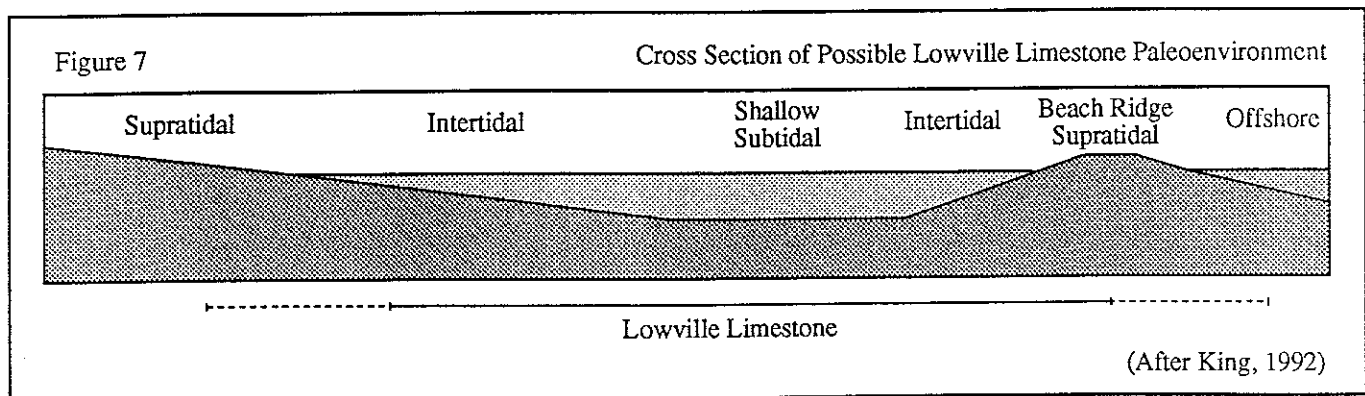 Figure 7
Cross Section of Possible Lowville Limestone Paleoenvironment
Supratidal
Intertidal
Shallow
Subtidal
Intertidal
Beach Ridge
Supratidal
Offshore
Lowville Limestone
(After King, 1992)